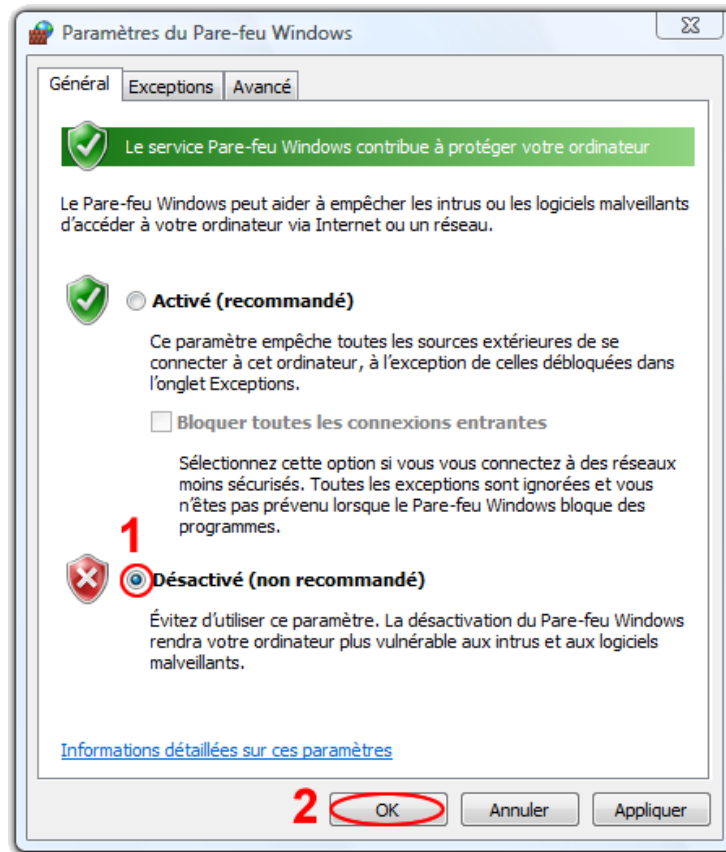 Paramètres du Pare-feu Windows
Général Exceptions Avancé
Le service Pare-feu Windows contribue à protéger votre ordinateur
Le Pare-feu Windows peut aider à empêcher les intrus ou les logiciels malveillants
d’accéder à votre ordinateur via Internet ou un réseau.
Activé (recommandé)
Ce paramètre empêche toutes les sources extérieures de se
connecter à cet ordinateur, à l’exception de celles débloquées dans
l’onglet Exceptions.
Bloquer toutes les connexions entrantes
Sélectionnez cette option si vous vous connectez à des réseaux
moins sécurisés. Toutes les exceptions sont ignorées et vous
n’êtes pas prévenu lorsque le Pare-feu Windows bloque des
programmes.
1
Désactivé (non recommandé)
Évitez d’utiliser ce paramètre. La désactivation du Pare-feu Windows
rendra votre ordinateur plus vulnérable aux intrus et aux logiciels
malveillants.
Informations détaillées sur ces paramètres
2 OK Annuler Appliquer